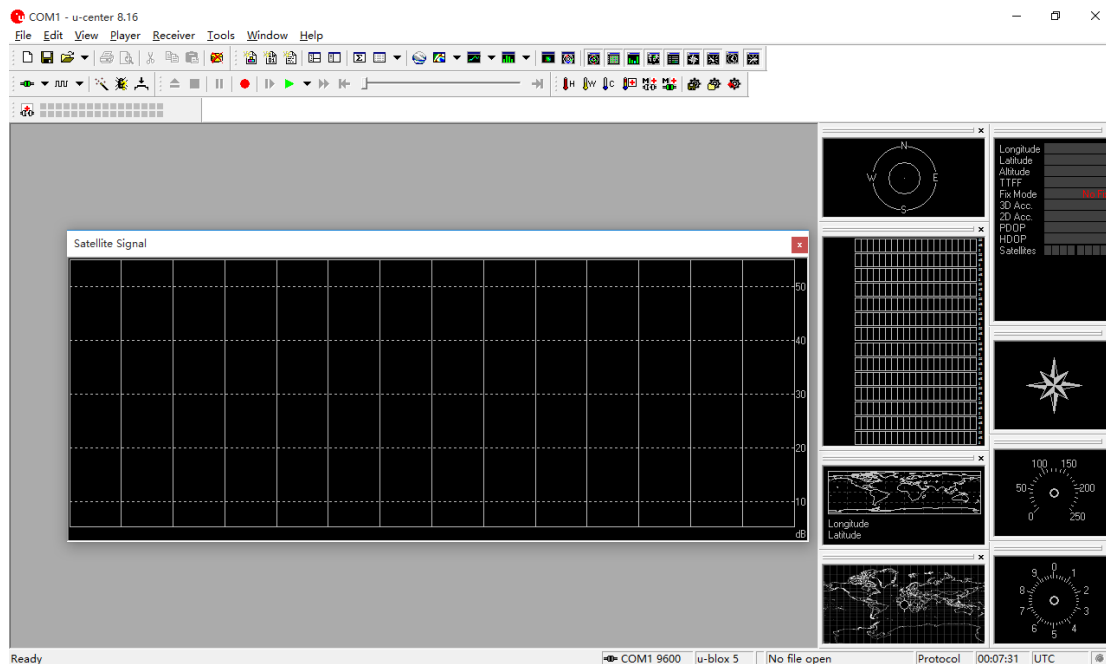 COM1 - u-center 8.16
File Edit View Player Receiver Tools Window Help
H W C
N
W E
S
Longitude
Latitude
Altitude
TTFF
Fix Mode
3D Acc.
2D Acc.
PDOP
HDOP
Satellites
Satellite Signal
50
40
30
20
10
dB
Longitude
Latitude
100 150
50 200
0 250
9 0 1
8 2
7 3
6 5 4
Ready COM1 9600 u-blox 5 No file open Protocol 00:07:31 UTC